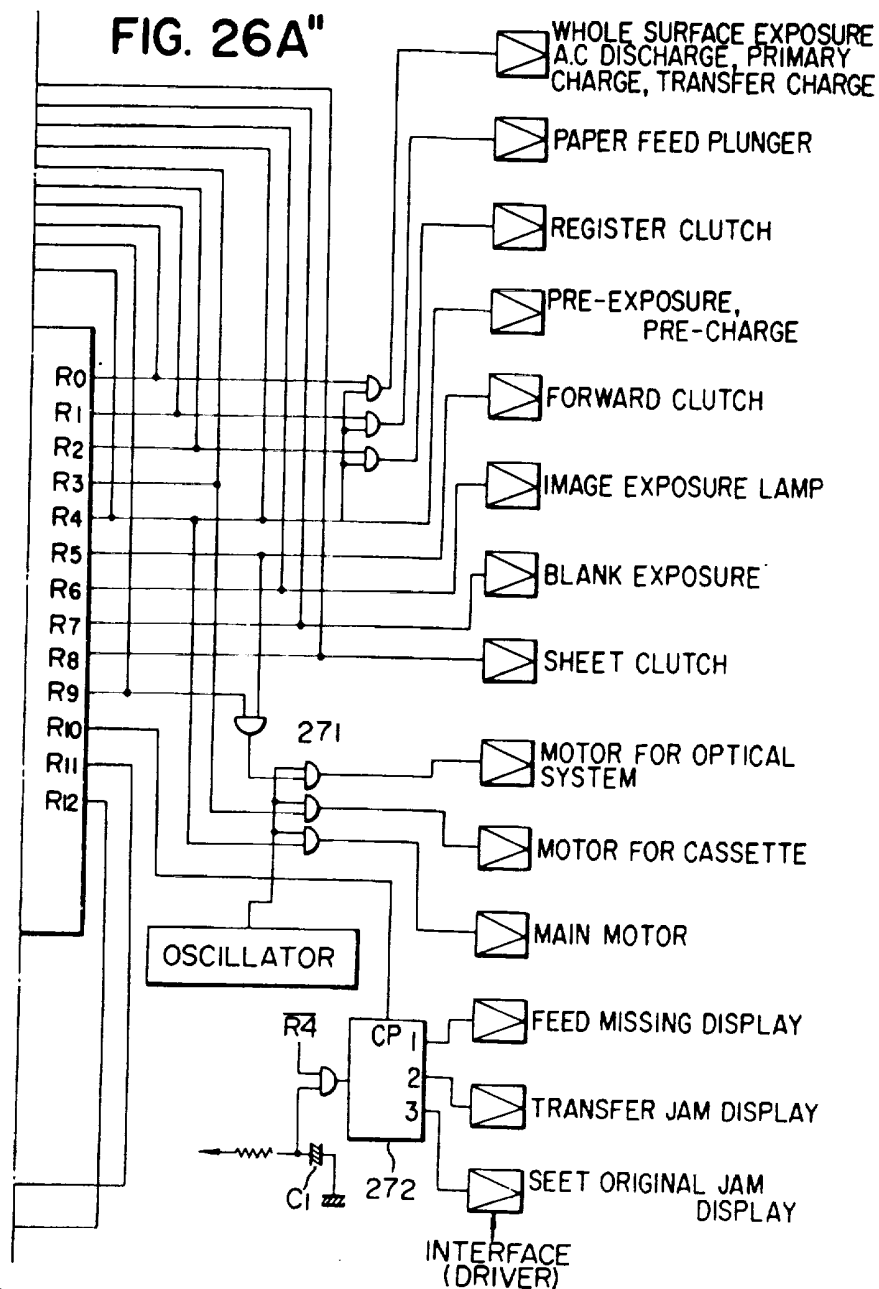 FIG. 26A"
WHOLE SURFACE EXPOSURE
A.C DISCHARGE, PRIMARY
CHARGE, TRANSFER CHARGE
PAPER FEED PLUNGER
REGISTER CLUTCH
PRE-EXPOSURE,
PRE-CHARGE
FORWARD CLUTCH
IMAGE EXPOSURE LAMP
BLANK EXPOSURE
SHEET CLUTCH
MOTOR FOR OPTICAL
SYSTEM
MOTOR FOR CASSETTE
MAIN MOTOR
FEED MISSING DISPLAY
TRANSFER JAM DISPLAY
SEET ORIGINAL JAM
DISPLAY
INTERFACE
(DRIVER)
R0
R1
R2
R3
R4
R5
R6
R7
R8
R9
R10
R11
R12
271
OSCILLATOR
R4
CP 1
2
3
C1
272